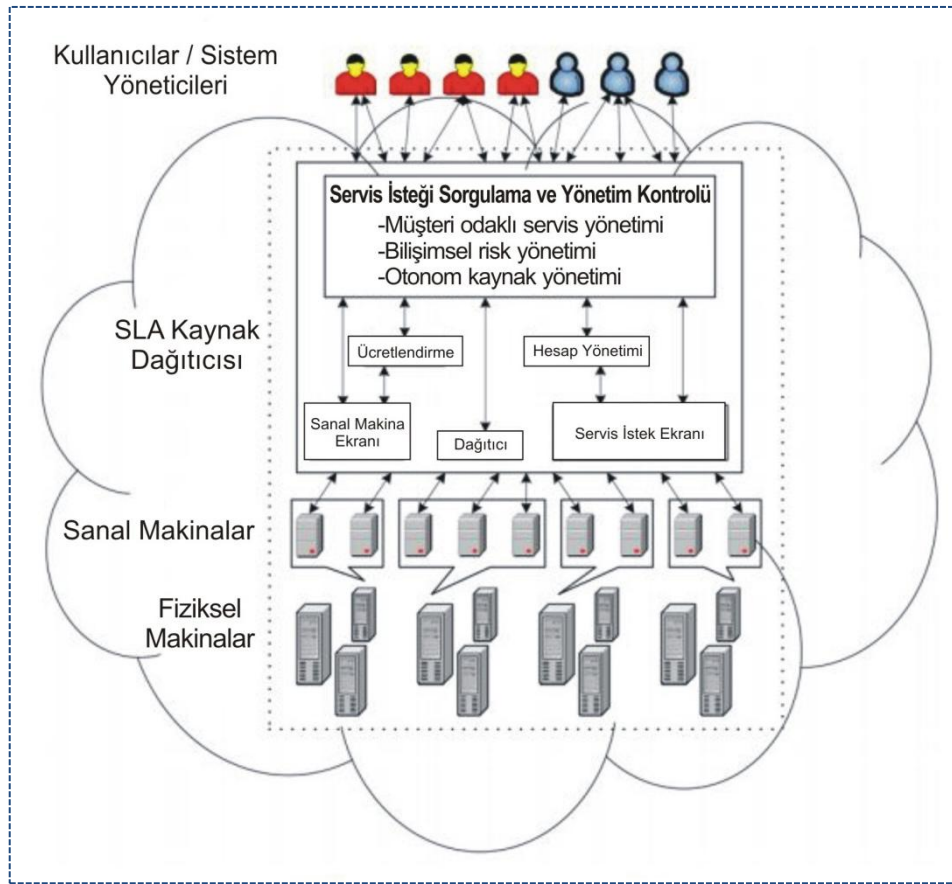 Kullanıcılar / Sistem
Yöneticileri
Servis İsteği Sorgulama ve Yönetim Kontrolü
-Müşteri odaklı servis yönetimi
-Bilişimsel risk yönetimi
-Otonom kaynak yönetimi
SLA Kaynak
Dağıtıcısı
Ücretlendirme
Hesap Yönetimi
Sanal Makina
Ekranı
Dağıtıcı
Servis İstek Ekranı
Sanal Makinalar
Fiziksel
Makinalar